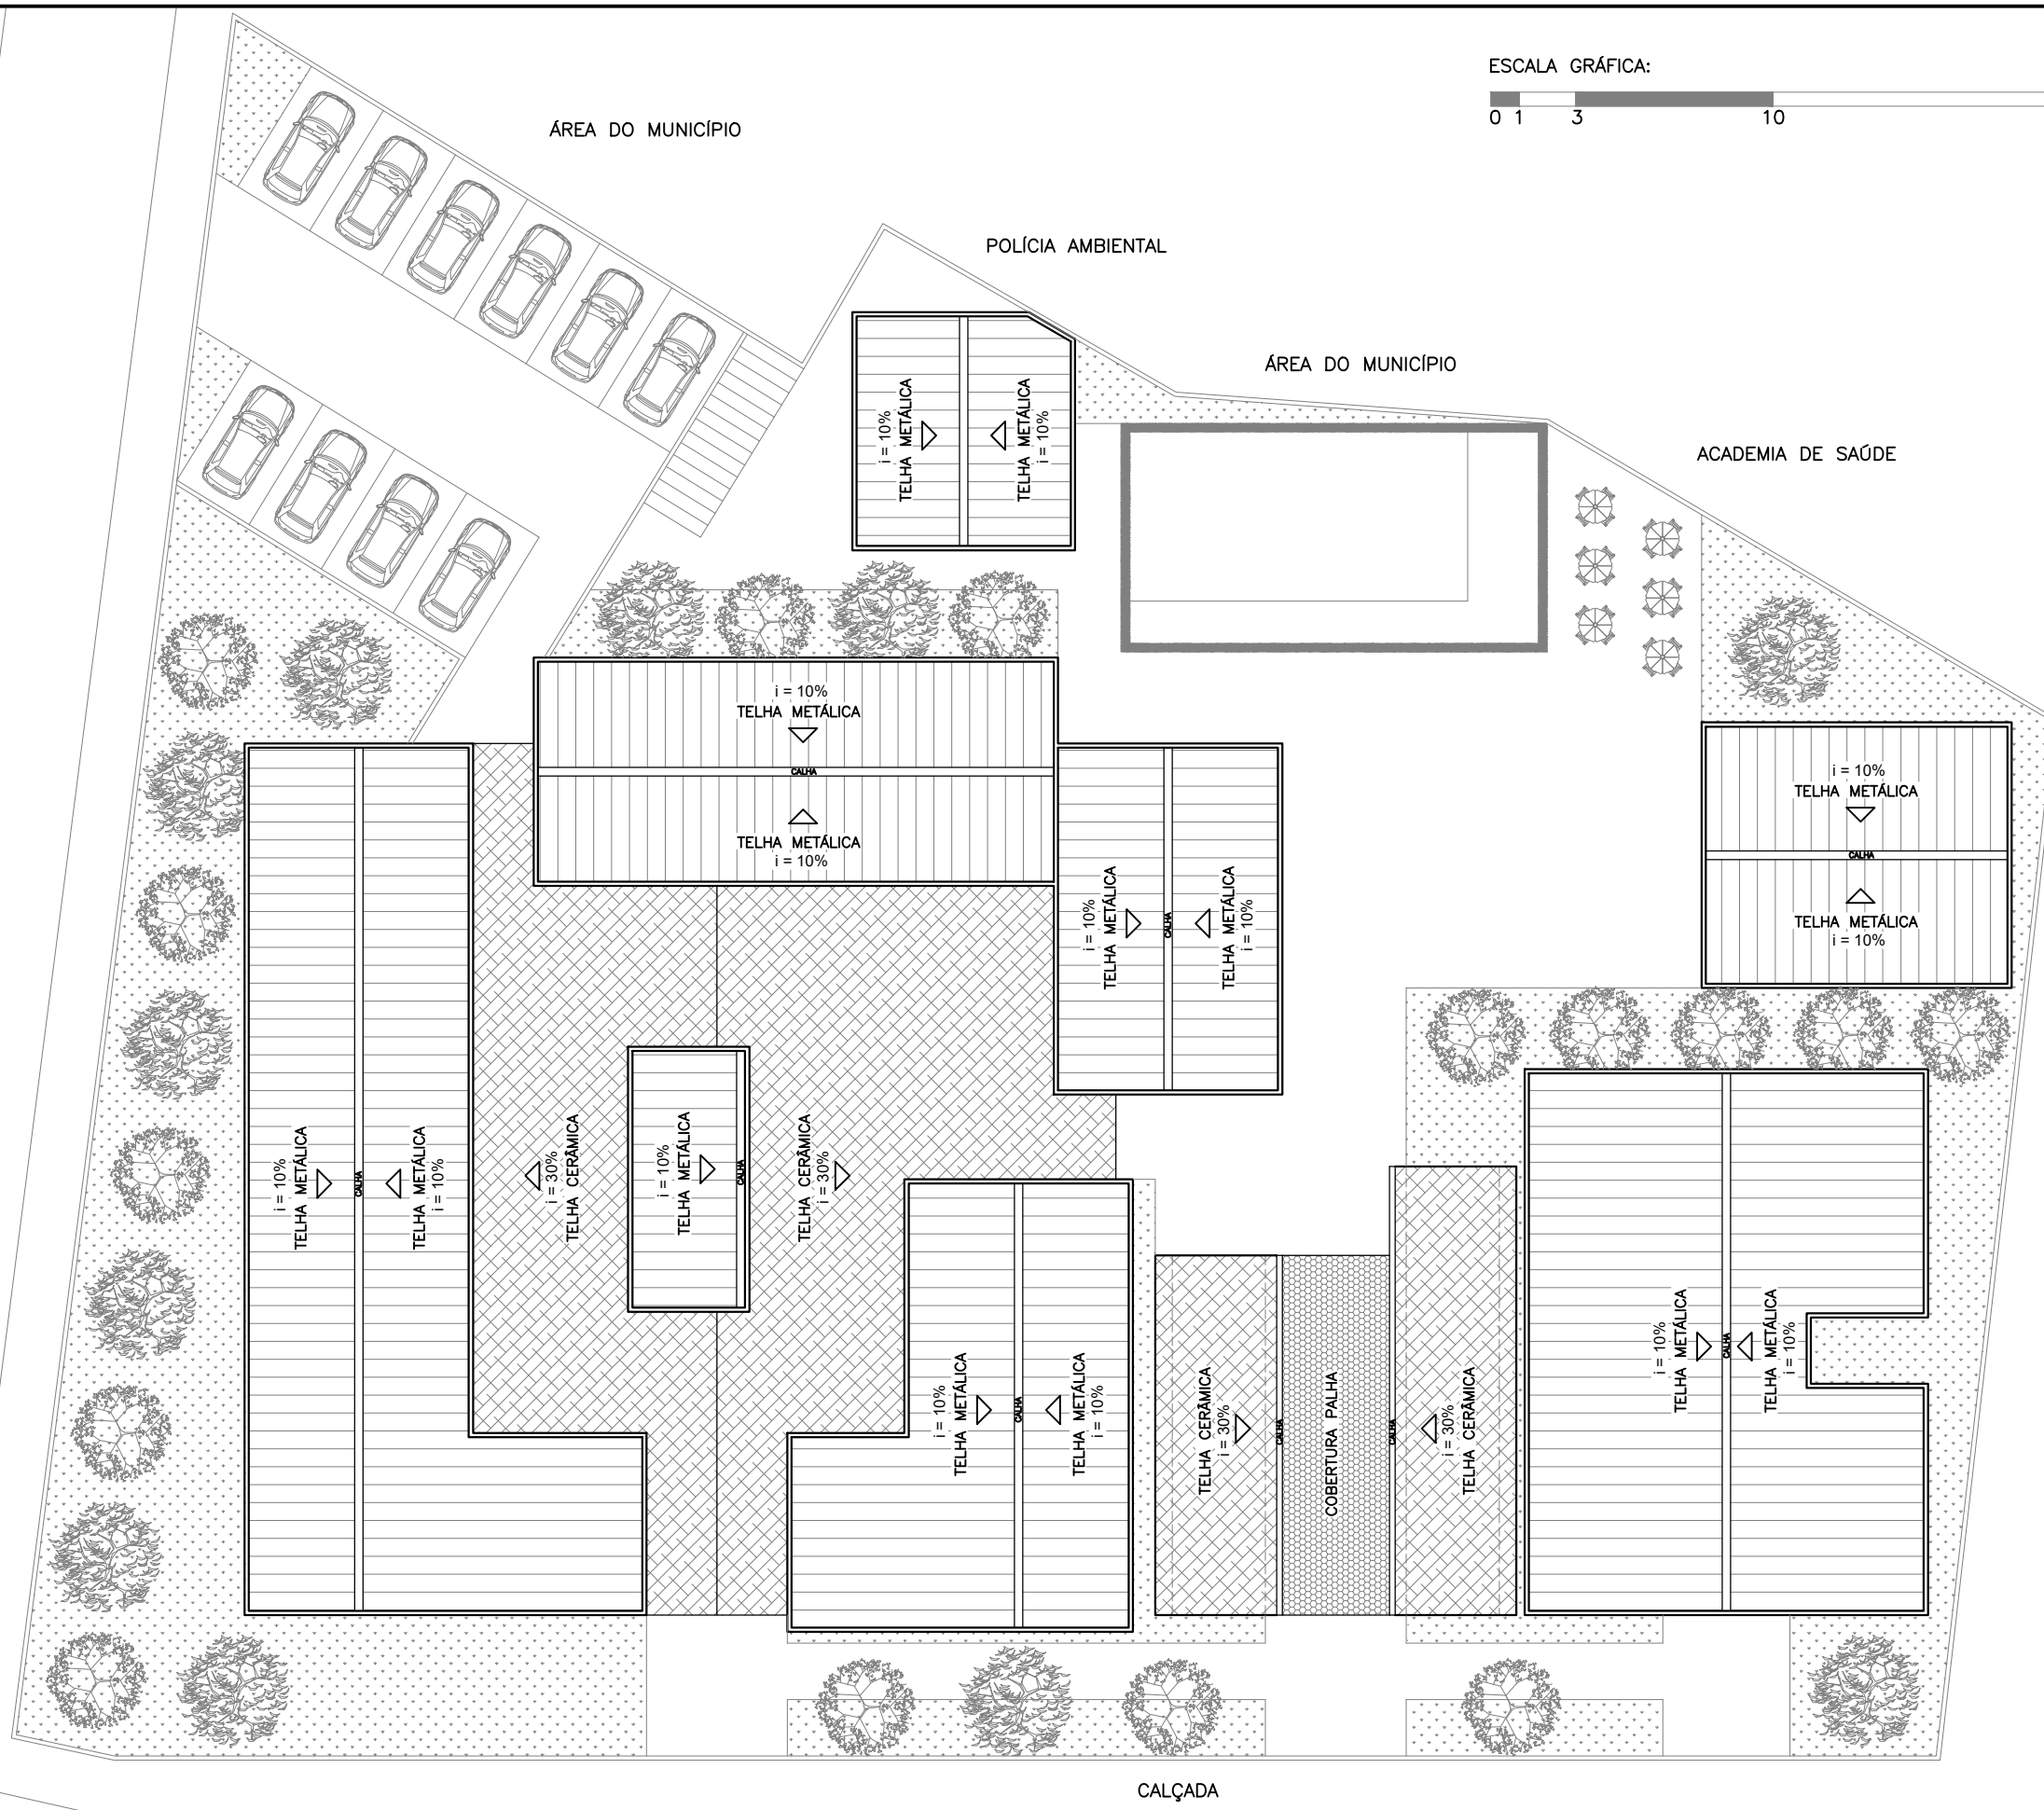 ESCALA GRÁFICA:
0 1 3 10
ÁREA DO MUNICÍPIO
POLÍCIA AMBIENTAL
ÁREA DO MUNICÍPIO
ACADEMIA DE SAÚDE
i = 10%
TELHA METÁLICA
TELHA METÁLICA
i = 10%
i = 10%
TELHA METÁLICA
CALHA
TELHA METÁLICA
i = 10%
i = 10%
TELHA METÁLICA
CALHA
TELHA METÁLICA
i = 10%
i = 10%
TELHA METÁLICA
CALHA
TELHA METÁLICA
i = 10%
i = 10%
TELHA METÁLICA
CALHA
TELHA METÁLICA
i = 10%
i = 30%
TELHA CERÂMICA
i = 10%
TELHA METÁLICA
CALHA
TELHA CERÂMICA
i = 30%
i = 10%
TELHA METÁLICA
CALHA
TELHA METÁLICA
i = 10%
TELHA CERÂMICA
i = 30%
CALHA
COBERTURA PALHA
CALHA
i = 30%
TELHA CERÂMICA
i = 10%
TELHA METÁLICA
CALHA
TELHA METÁLICA
i = 10%
CALÇADA